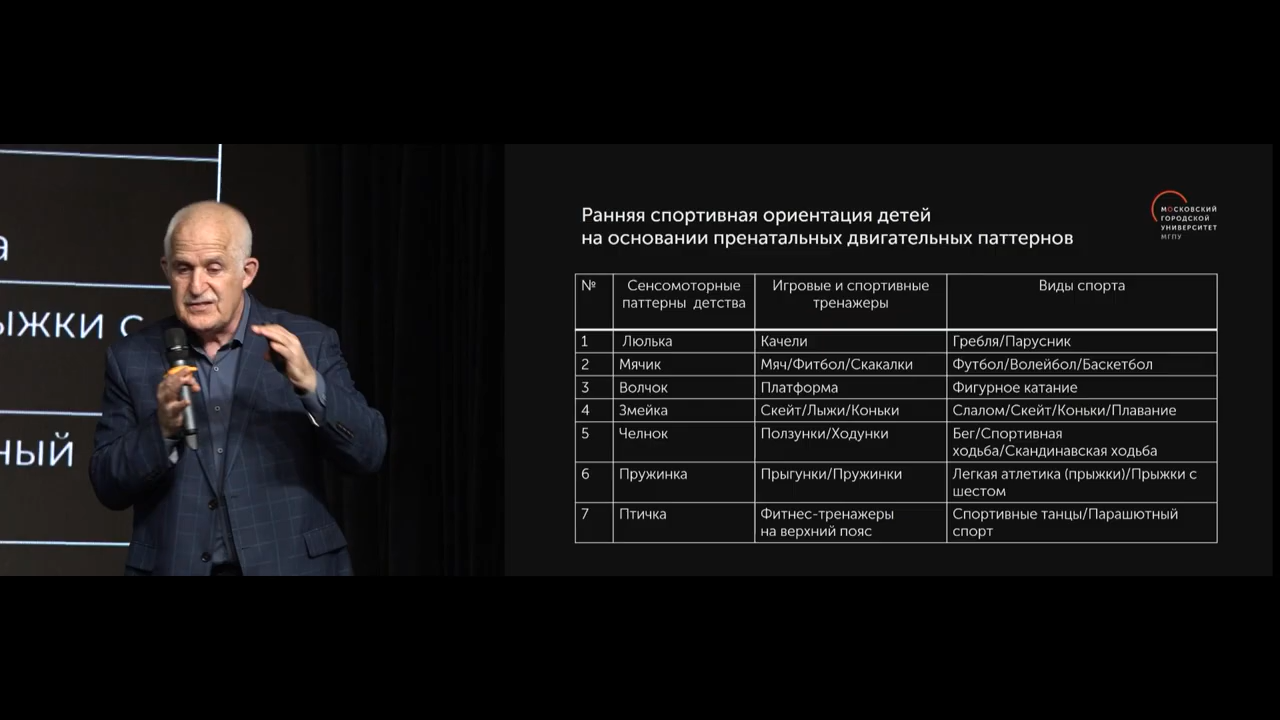 а
ыжки с
ный
Ранняя спортивная ориентация детей
на основании пренатальных двигательных паттернов
МОСКОВСКИЙ
ГОРОДСКОЙ
УНИВЕРСИТЕТ
МГПУ
№ Сенсомоторные паттерны детства Игровые и спортивные тренажеры Виды спорта
1 Люлька Качели Гребля/Парусник
2 Мячик Мяч/Фитбол/Скакалки Футбол/Волейбол/Баскетбол
3 Волчок Платформа Фигурное катание
4 Змейка Скейт/Лыжи/Коньки Слалом/Скейт/Коньки/Плавание
5 Челнок Ползунки/Ходунки Бег/Спортивная
ходьба/Скандинавская ходьба
6 Пружинка Прыгунки/Пружинки Легкая атлетика (прыжки)/Прыжки с
шестом
7 Птичка Фитнес-тренажеры Спортивные танцы/Парашютный
на верхний пояс спорт